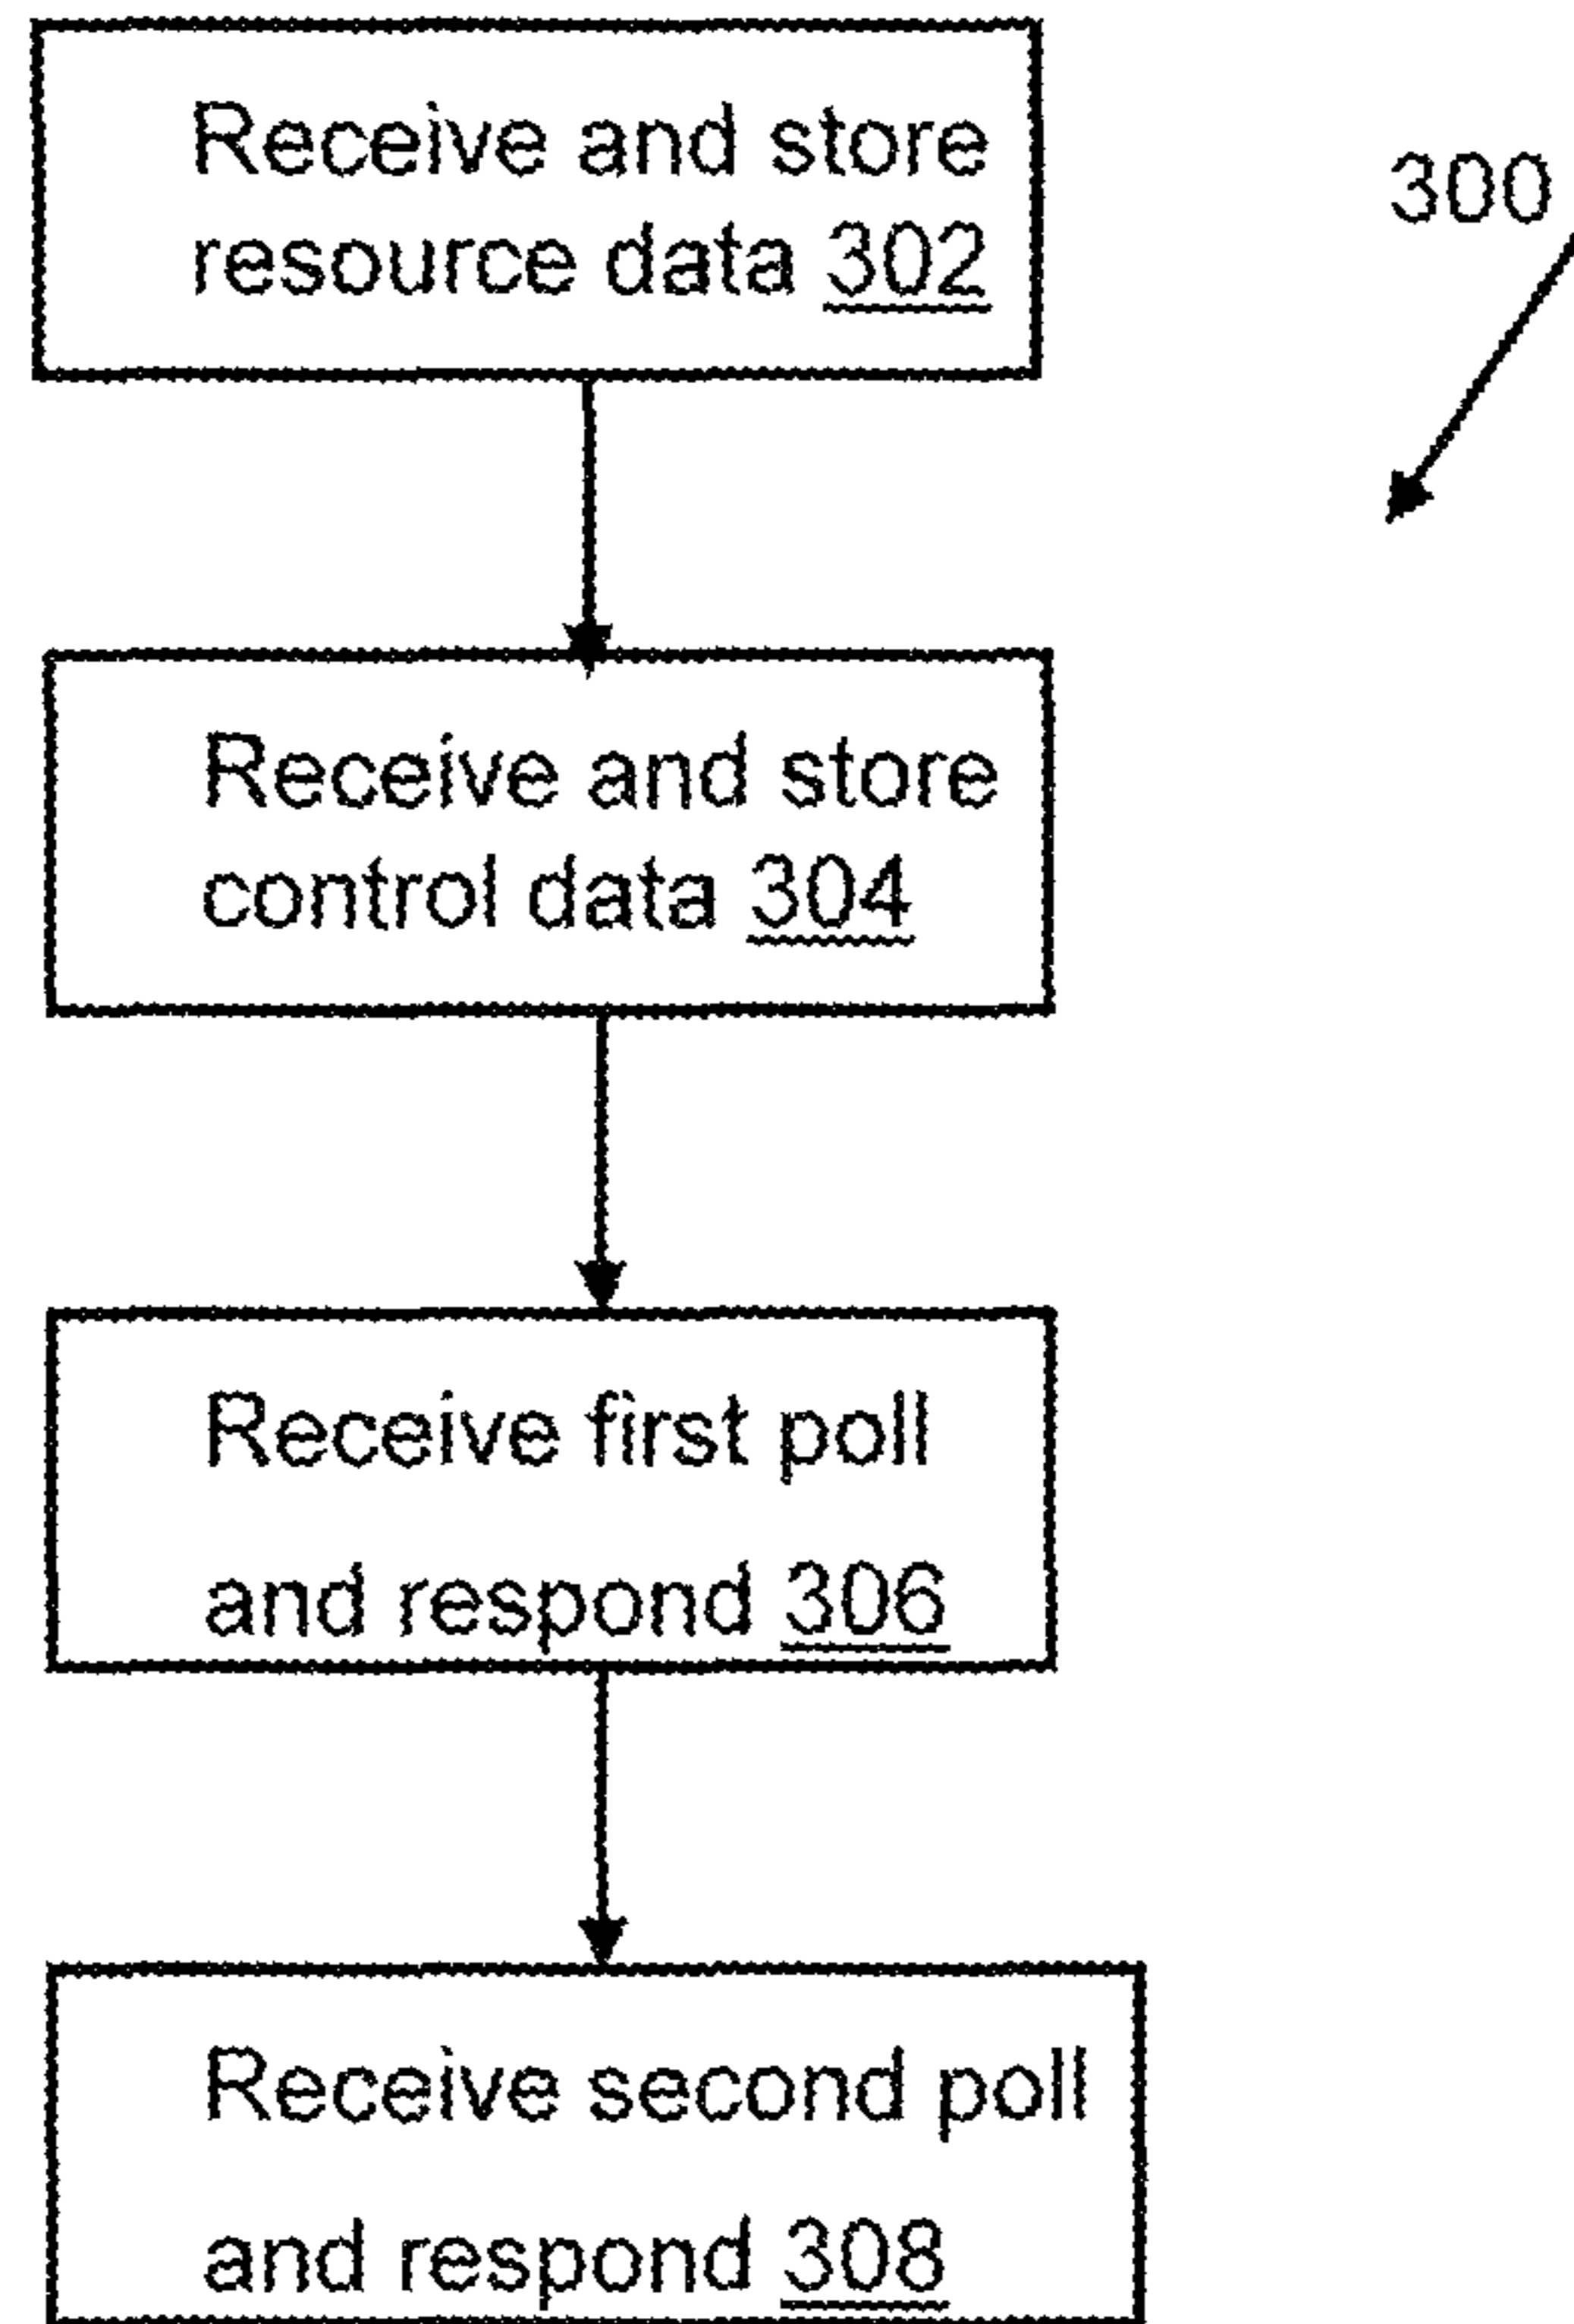 Receive and store
resource data 302
300
Receive and store
control data 304
Receive first poll
and respond 306
Receive second poll
and respond 308